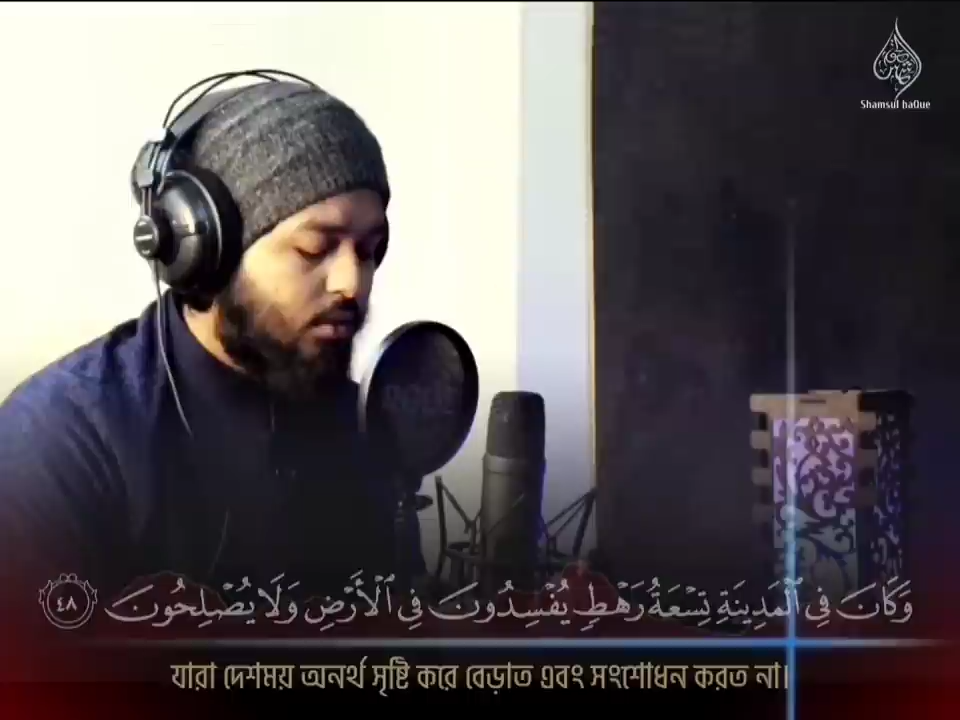 Shamsul haQue
وَكَانَ فِي ٱلْمَدِينَةِ تِسْعَةُ رَهْطٍ يُفْسِدُونَ فِي ٱلْأَرْضِ وَلَا يُصْلِحُونَ ٤٨
যারা দেশময় অনর্থ সৃষ্টি করে বেড়াত এবং সংশোধন করত না।